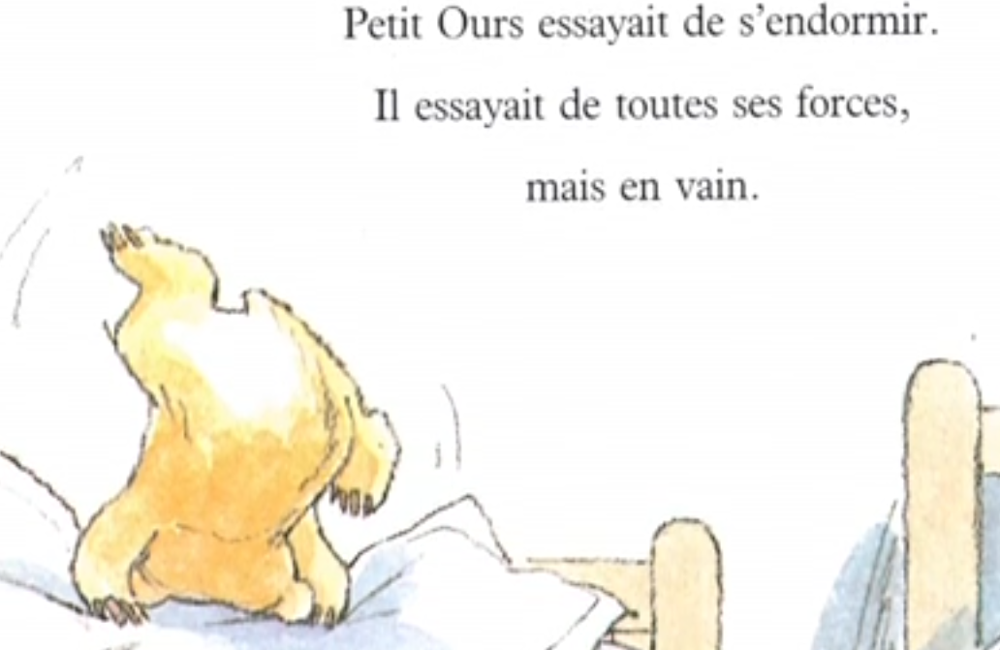 Petit Ours essayait de s'endormir.
Il essayait de toutes ses forces,
mais en vain.